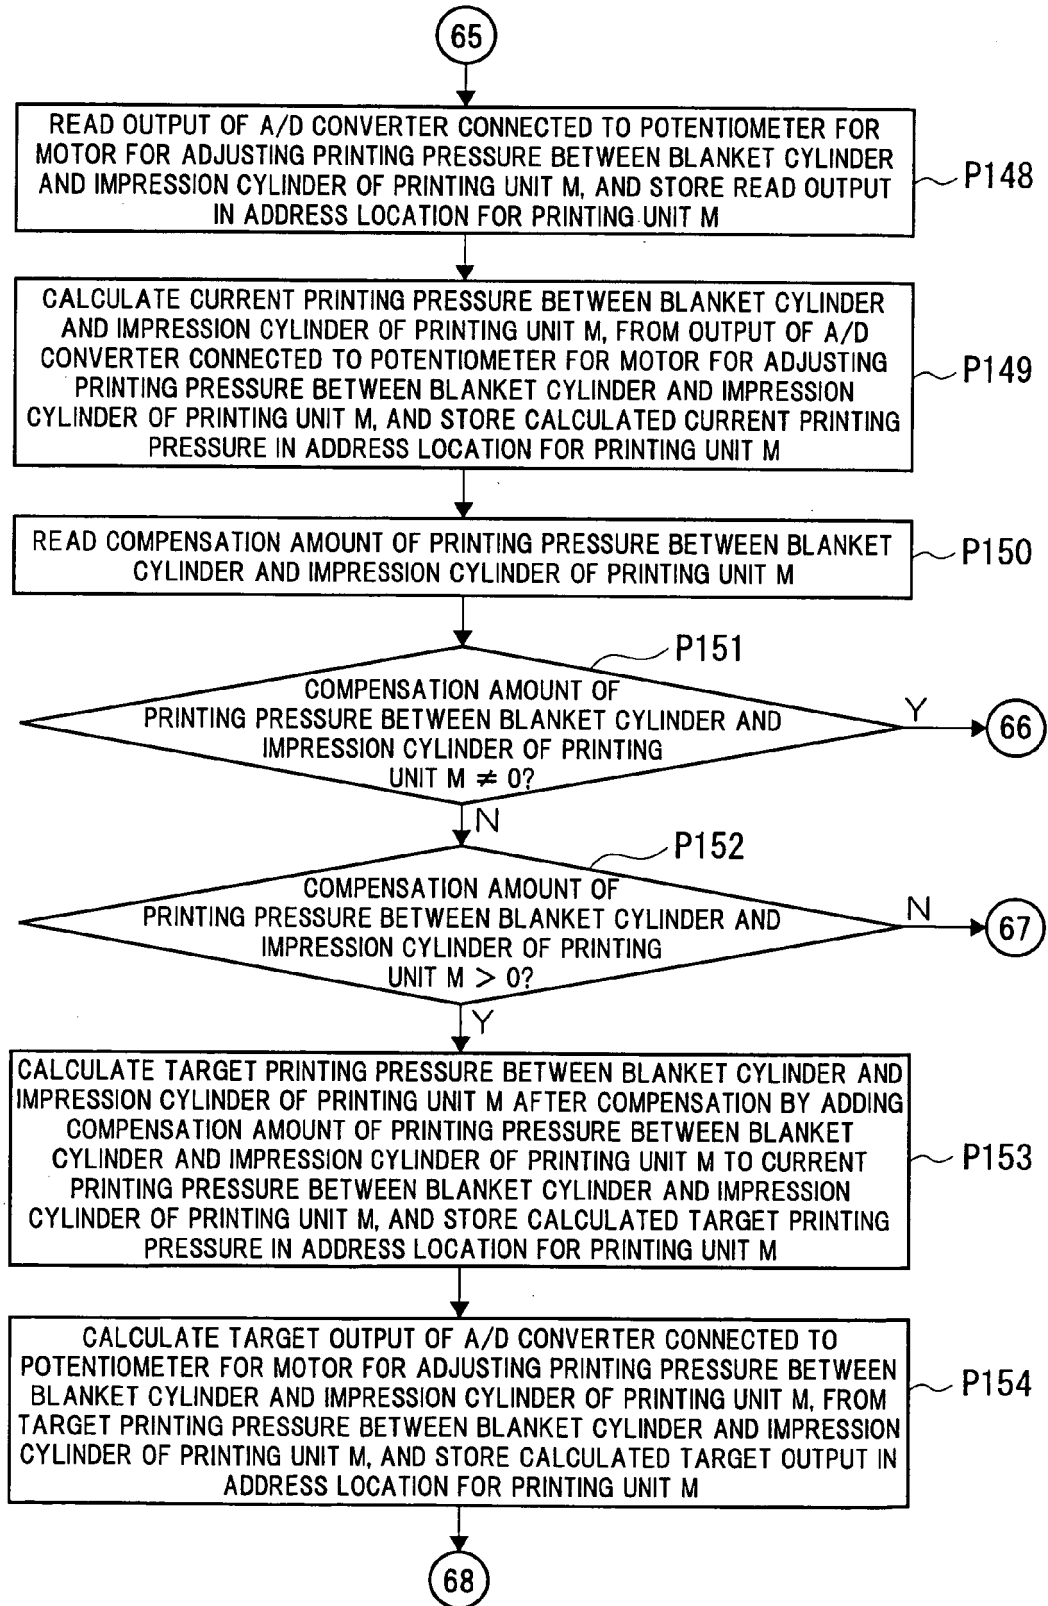 65
READ OUTPUT OF A/D CONVERTER CONNECTED TO POTENTIOMETER FOR
MOTOR FOR ADJUSTING PRINTING PRESSURE BETWEEN BLANKET CYLINDER
AND IMPRESSION CYLINDER OF PRINTING UNIT M, AND STORE READ OUTPUT
IN ADDRESS LOCATION FOR PRINTING UNIT M
P148
CALCULATE CURRENT PRINTING PRESSURE BETWEEN BLANKET CYLINDER
AND IMPRESSION CYLINDER OF PRINTING UNIT M, FROM OUTPUT OF A/D
CONVERTER CONNECTED TO POTENTIOMETER FOR MOTOR FOR ADJUSTING
PRINTING PRESSURE BETWEEN BLANKET CYLINDER AND IMPRESSION
CYLINDER OF PRINTING UNIT M, AND STORE CALCULATED CURRENT PRINTING
PRESSURE IN ADDRESS LOCATION FOR PRINTING UNIT M
P149
READ COMPENSATION AMOUNT OF PRINTING PRESSURE BETWEEN BLANKET
CYLINDER AND IMPRESSION CYLINDER OF PRINTING UNIT M
P150
P151
COMPENSATION AMOUNT OF
PRINTING PRESSURE BETWEEN BLANKET CYLINDER AND
IMPRESSION CYLINDER OF PRINTING
UNIT M ≠ 0?
Y
66
N
P152
COMPENSATION AMOUNT OF
PRINTING PRESSURE BETWEEN BLANKET CYLINDER AND
IMPRESSION CYLINDER OF PRINTING
UNIT M > 0?
N
67
Y
CALCULATE TARGET PRINTING PRESSURE BETWEEN BLANKET CYLINDER AND
IMPRESSION CYLINDER OF PRINTING UNIT M AFTER COMPENSATION BY ADDING
COMPENSATION AMOUNT OF PRINTING PRESSURE BETWEEN BLANKET
CYLINDER AND IMPRESSION CYLINDER OF PRINTING UNIT M TO CURRENT
PRINTING PRESSURE BETWEEN BLANKET CYLINDER AND IMPRESSION
CYLINDER OF PRINTING UNIT M, AND STORE CALCULATED TARGET PRINTING
PRESSURE IN ADDRESS LOCATION FOR PRINTING UNIT M
P153
CALCULATE TARGET OUTPUT OF A/D CONVERTER CONNECTED TO
POTENTIOMETER FOR MOTOR FOR ADJUSTING PRINTING PRESSURE BETWEEN
BLANKET CYLINDER AND IMPRESSION CYLINDER OF PRINTING UNIT M, FROM
TARGET PRINTING PRESSURE BETWEEN BLANKET CYLINDER AND IMPRESSION
CYLINDER OF PRINTING UNIT M, AND STORE CALCULATED TARGET OUTPUT IN
ADDRESS LOCATION FOR PRINTING UNIT M
P154
68